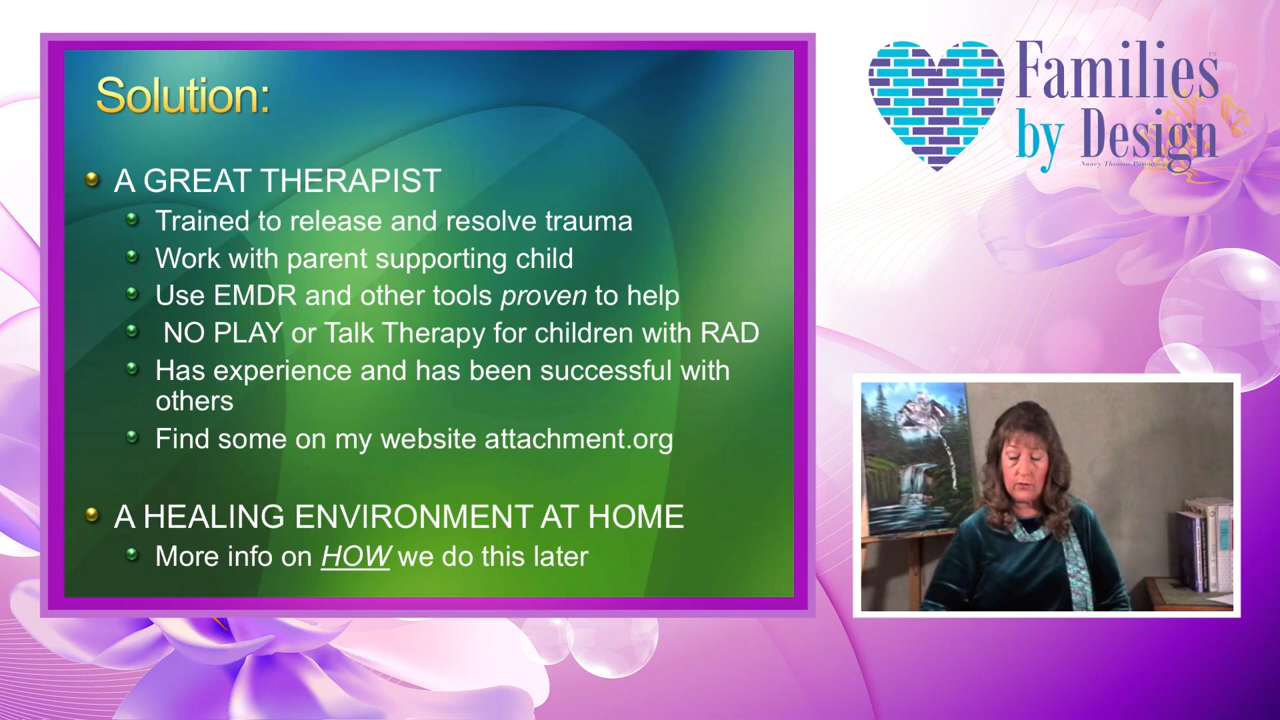 Solution:
A GREAT THERAPIST
Trained to release and resolve trauma
Work with parent supporting child
Use EMDR and other tools proven to help
NO PLAY or Talk Therapy for children with RAD
Has experience and has been successful with
others
Find some on my website attachment.org
A HEALING ENVIRONMENT AT HOME
More info on HOW we do this later
Families
by Design
Nancy Thomas Parenting